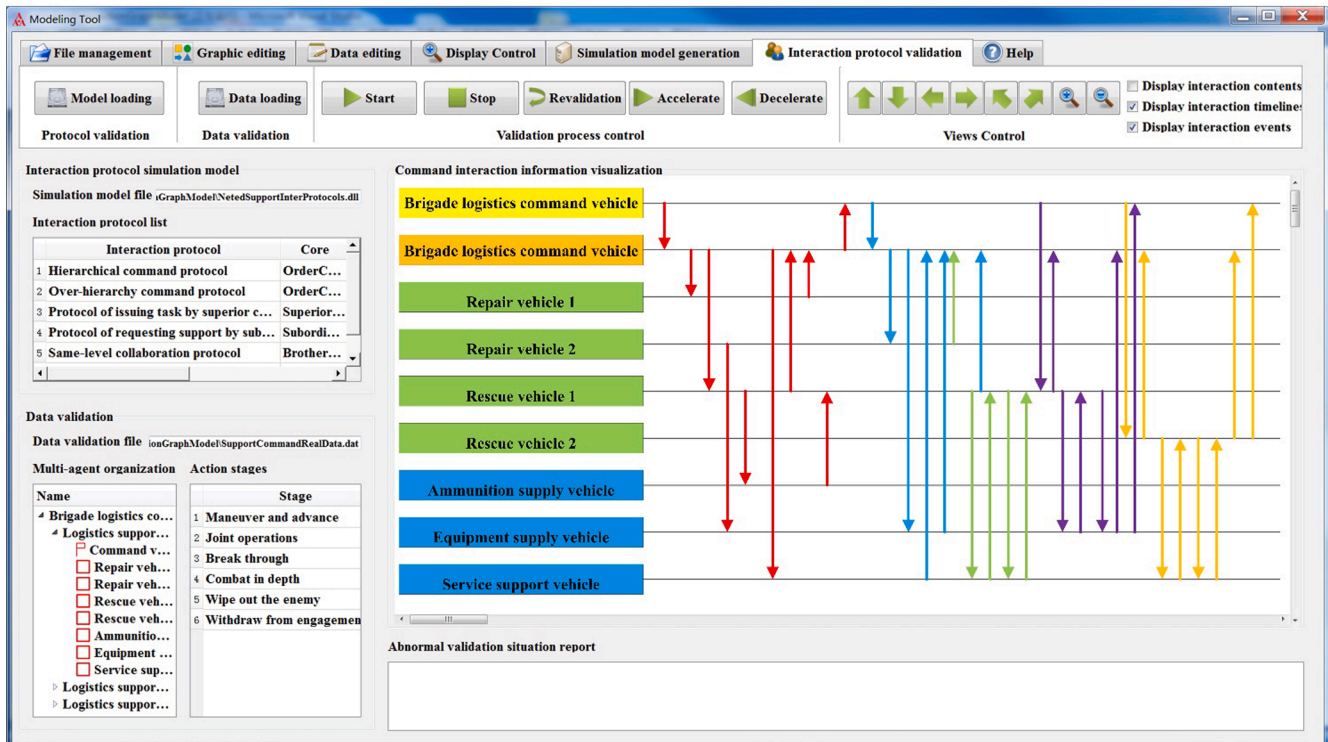 Modeling Tool
File management Graphic editing Data editing Display Control Simulation model generation Interaction protocol validation Help
Model loading Data loading Start Stop Revalidation Accelerate Decelerate
Display interaction contents
Display interaction timelines
Display interaction events
Protocol validation Data validation Validation process control Views Control
Interaction protocol simulation model
Simulation model file ıGraphModel\NetedSupportInterProtocols.dll
Interaction protocol list
Interaction protocol Core
1 Hierarchical command protocol OrderC...
2 Over-hierarchy command protocol OrderC...
3 Protocol of issuing task by superior c... Superior...
4 Protocol of requesting support by sub... Subordi...
5 Same-level collaboration protocol Brother...
Data validation
Data validation file ionGraphModel\SupportCommandRealData.dat
Multi-agent organization Action stages
Name
Brigade logistics co...
Logistics suppor...
Command v...
Repair veh...
Repair veh...
Rescue veh...
Rescue veh...
Ammunitio...
Equipment ...
Service sup...
Logistics suppor...
Logistics suppor...
Stage
1 Maneuver and advance
2 Joint operations
3 Break through
4 Combat in depth
5 Wipe out the enemy
6 Withdraw from engagemen
Command interaction information visualization
Brigade logistics command vehicle
Brigade logistics command vehicle
Repair vehicle 1
Repair vehicle 2
Rescue vehicle 1
Rescue vehicle 2
Ammunition supply vehicle
Equipment supply vehicle
Service support vehicle
Abnormal validation situation report